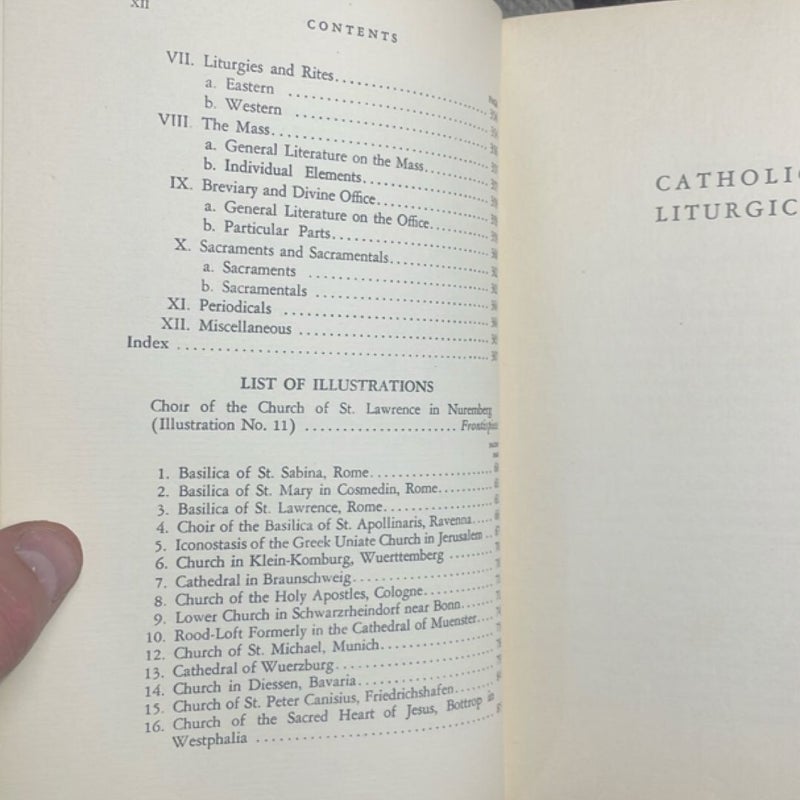 XII
CONTENTS
VII. Liturgies and Rites
a. Eastern
b. Western
VIII. The Mass
a. General Literature on the Mass
b. Individual Elements
IX. Breviary and Divine Office
a. General Literature on the Office
b. Particular Parts
X. Sacraments and Sacramentals
a. Sacraments
b. Sacramentals
XI. Periodicals
XII. Miscellaneous
Index
LIST OF ILLUSTRATIONS
Choir of the Church of St. Lawrence in Nuremberg
(Illustration No. 11)
1. Basilica of St. Sabina, Rome
2. Basilica of St. Mary in Cosmedin, Rome
3. Basilica of St. Lawrence, Rome
4. Choir of the Basilica of St. Apollinaris, Ravenna
5. Iconostasis of the Greek Uniate Church in Jerusalem
6. Church in Klein-Komburg, Wuerttemberg
7. Cathedral in Braunschweig
8. Church of the Holy Apostles, Cologne
9. Lower Church in Schwarzrheindorf near Bonn
10. Rood-Loft Formerly in the Cathedral of Muenster
12. Church of St. Michael, Munich
13. Cathedral of Wuerzburg
14. Church in Diessen, Bavaria
15. Church of St. Peter Canisius, Friedrichshafen
16. Church of the Sacred Heart of Jesus, Bottrop in
Westphalia
CATHOLIC
LITURGIC